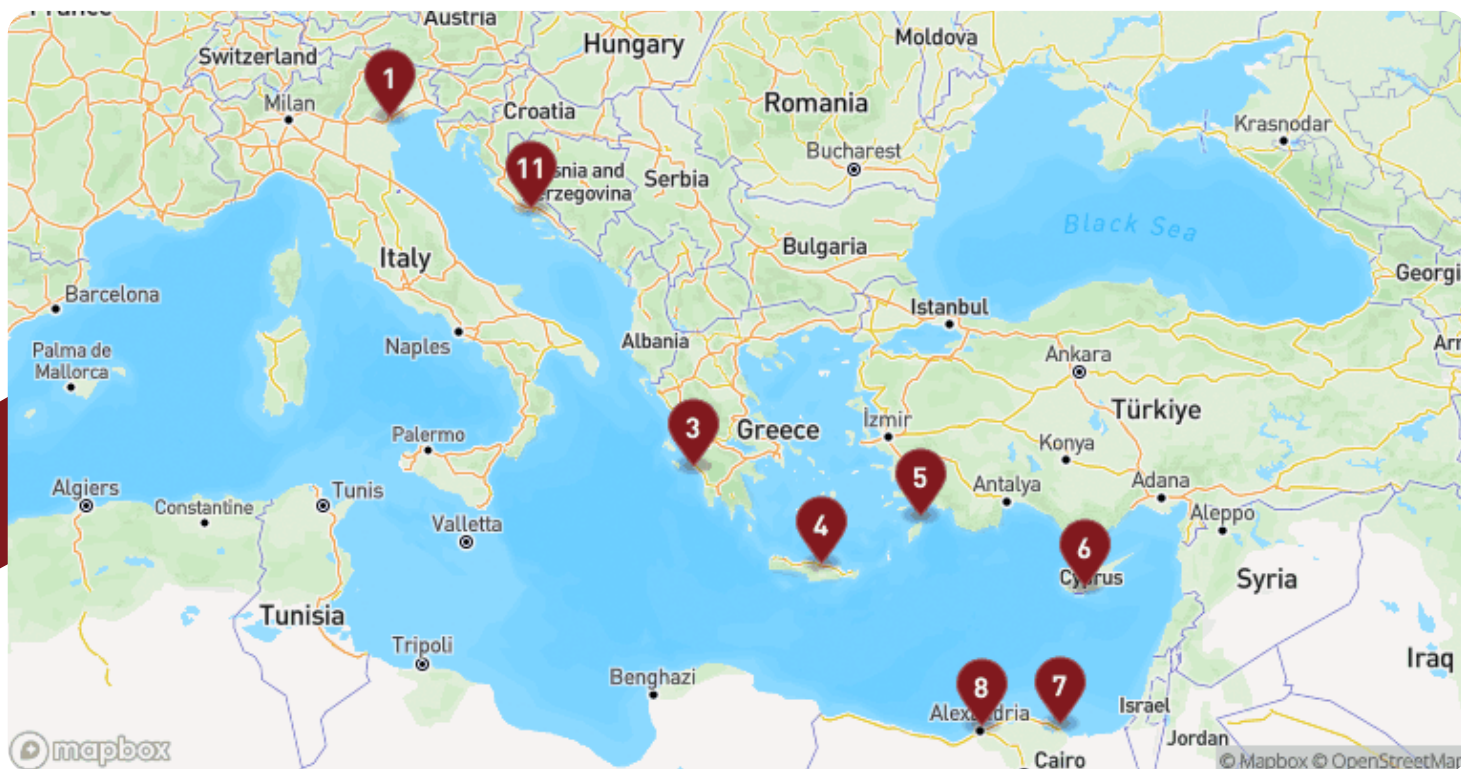 France
Austria
Switzerland
Hungary
Moldova
1
Milan
Croatia
Romania
Krasnodar
11
snia and
erzegovina
Serbia
Bucharest
Black Sea
Italy
Bulgaria
Georgi
Barcelona
Istanbul
Naples
Albania
Palma de
Mallorca
Ankara
Arr
Türkiye
3
Greece
İzmir
Palermo
Konya
5
Algiers
Tunis
Antalya
Adana
Constantine
Valletta
4
Aleppo
6
Cyprus
Syria
Tunisia
Tripoli
Benghazi
Iraq
8
7
Alexandria
Israel
Jordan
mapbox
Cairo
© Mapbox © OpenStreetMap